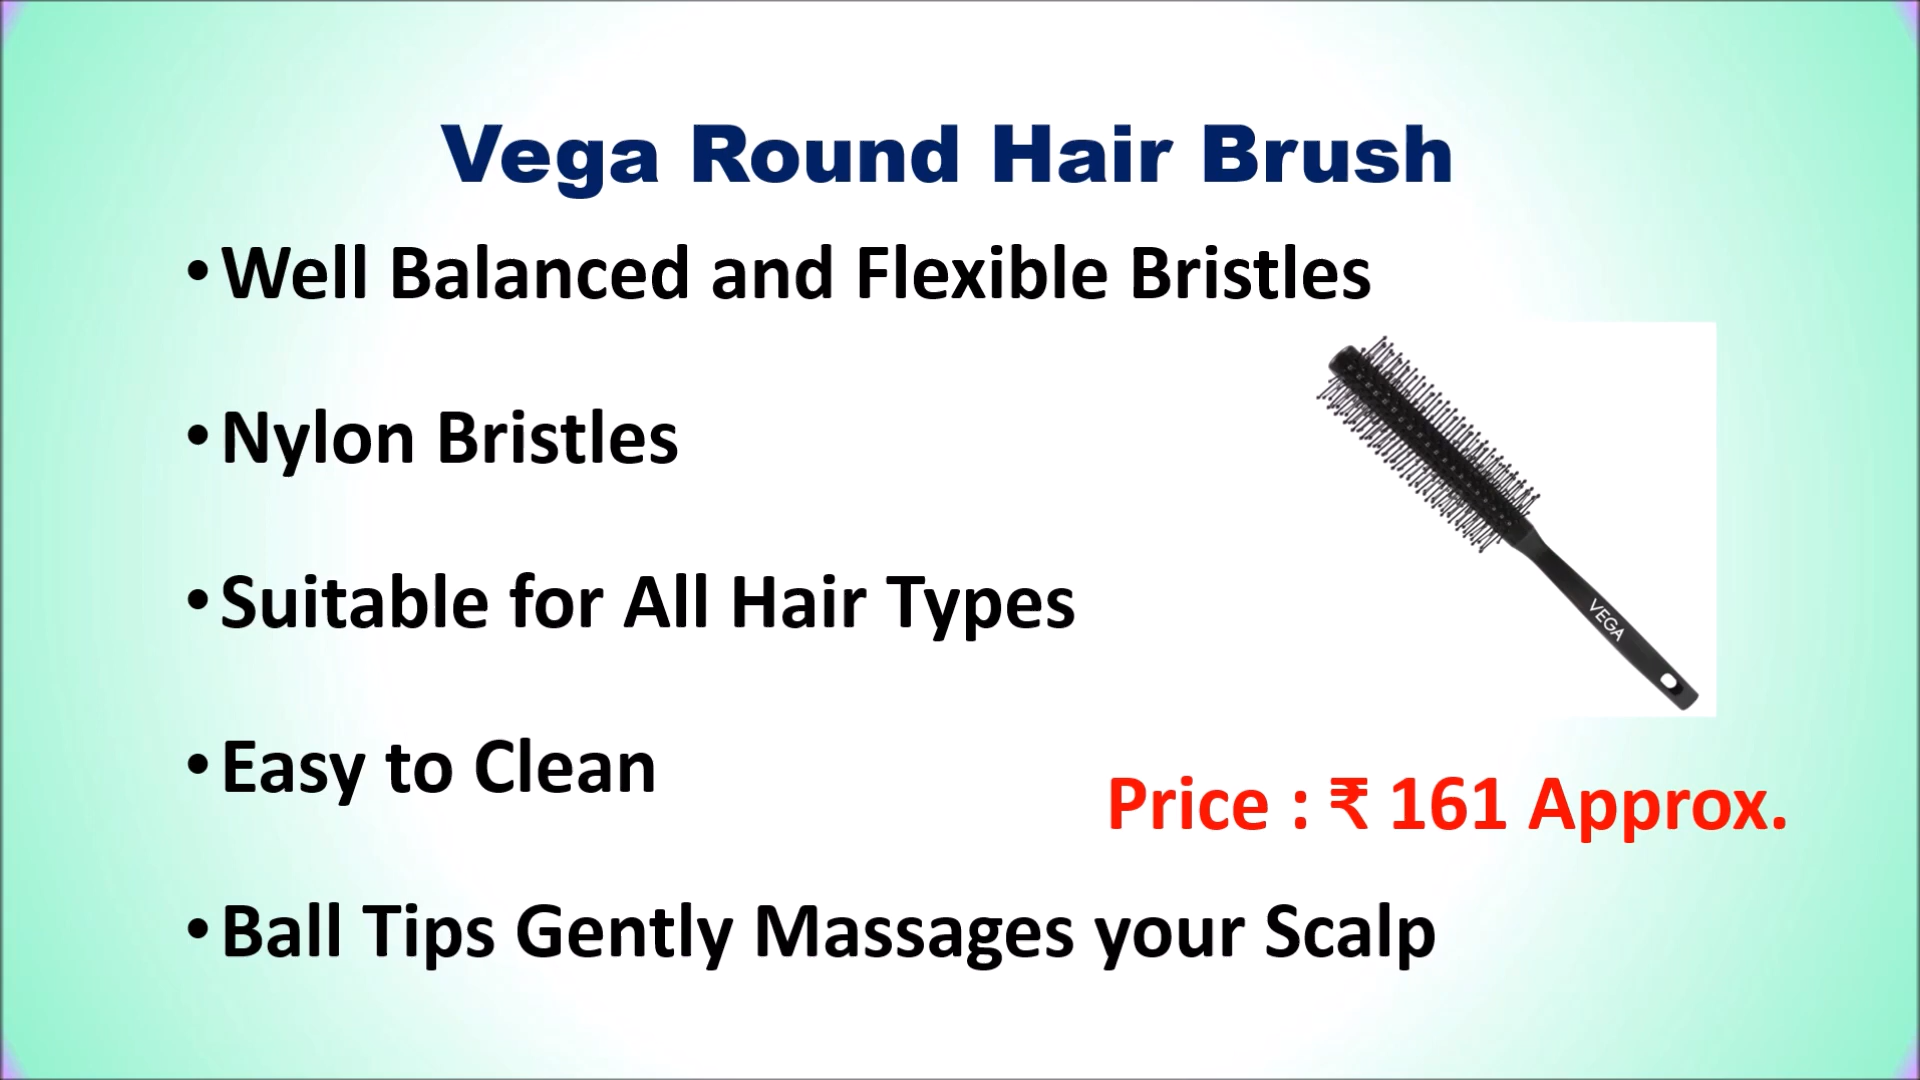 Vega Round Hair Brush
•Well Balanced and Flexible Bristles
•Nylon Bristles
•Suitable for All Hair Types
VEGA
•Easy to Clean
Price : ₹ 161 Approx.
•Ball Tips Gently Massages your Scalp